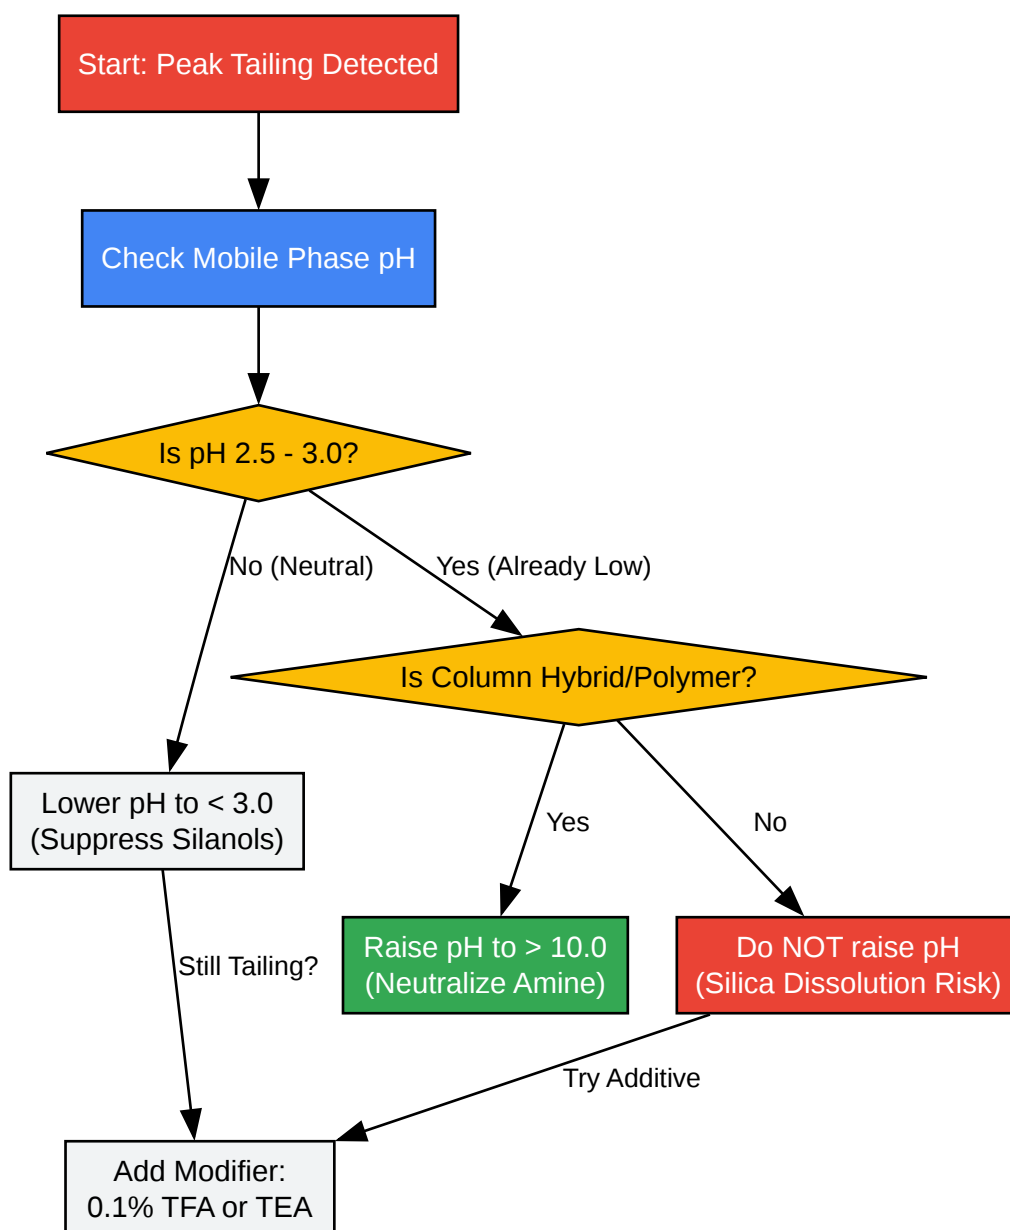 Start: Peak Tailing Detected
Check Mobile Phase pH
Is pH 2.5 - 3.0?
No (Neutral)
Yes (Already Low)
Is Column Hybrid/Polymer?
Lower pH to < 3.0
(Suppress Silanols)
Yes
No
Raise pH to > 10.0
(Neutralize Amine)
Do NOT raise pH
(Silica Dissolution Risk)
Still Tailing?
Try Additive
Add Modifier:
0.1% TFA or TEA